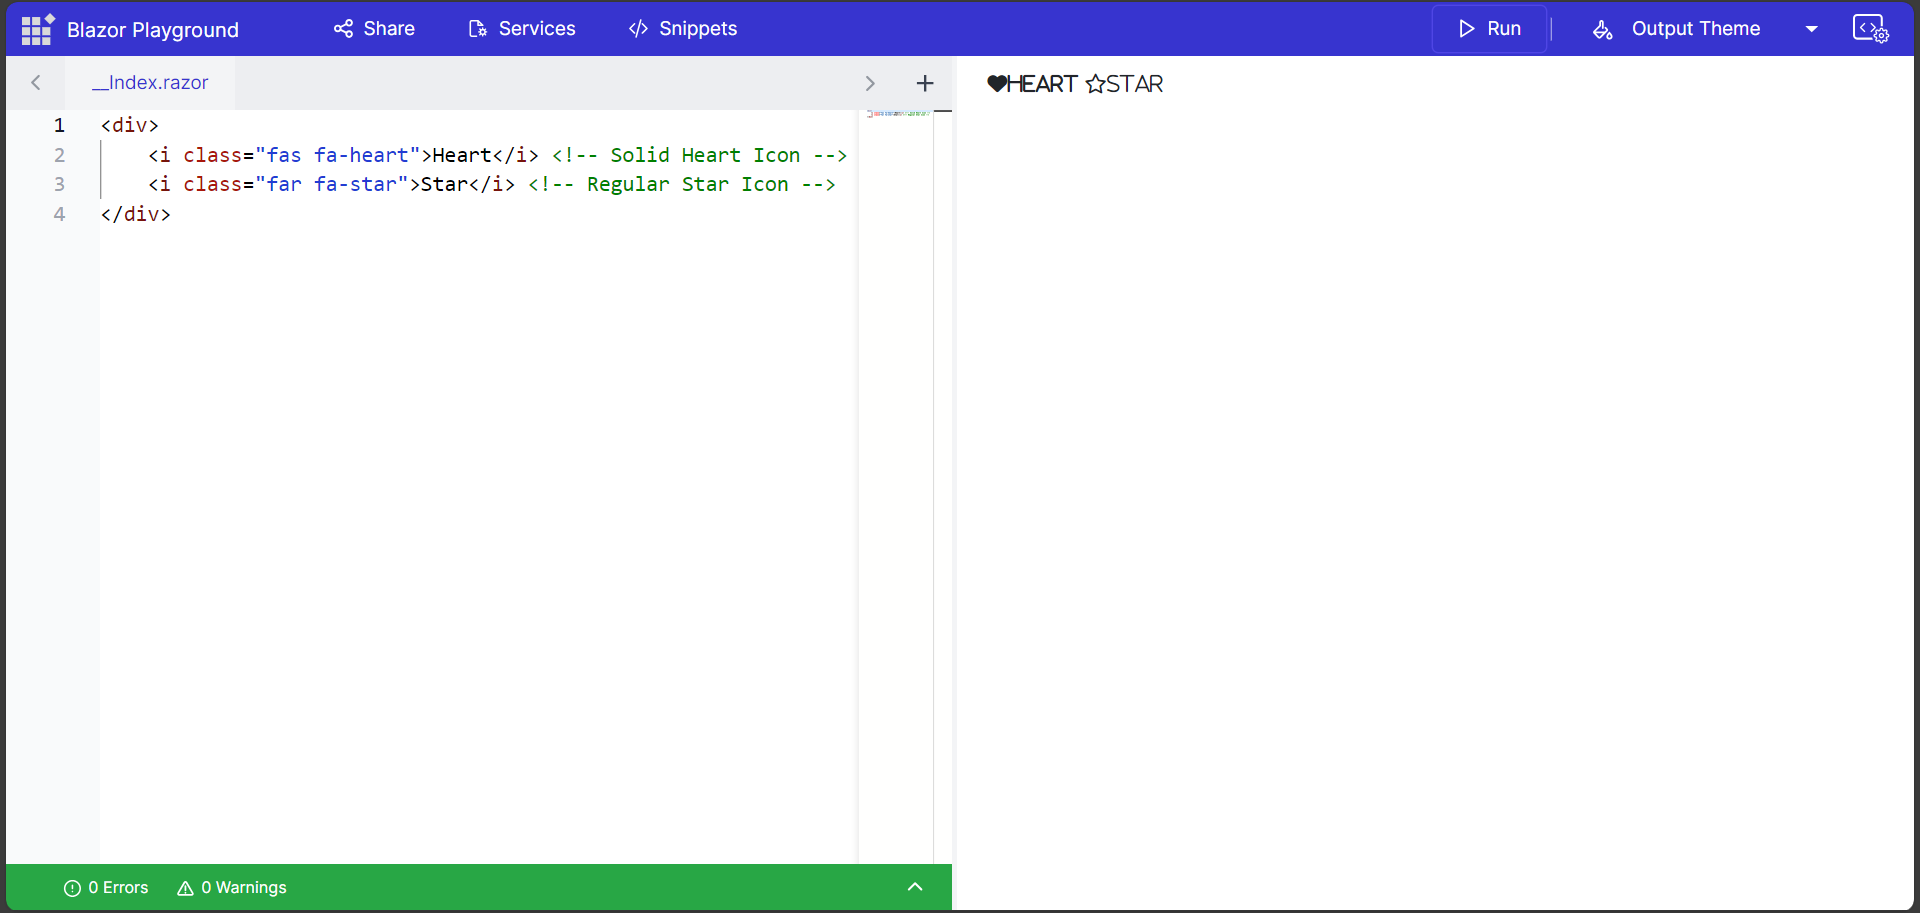 Blazor Playground Share Services </> Snippets Run Output Theme
__Index.razor
HEART STAR
1 <div>
2     <i class="fas fa-heart">Heart</i> <!-- Solid Heart Icon -->
3     <i class="far fa-star">Star</i> <!-- Regular Star Icon -->
4 </div>
0 Errors 0 Warnings